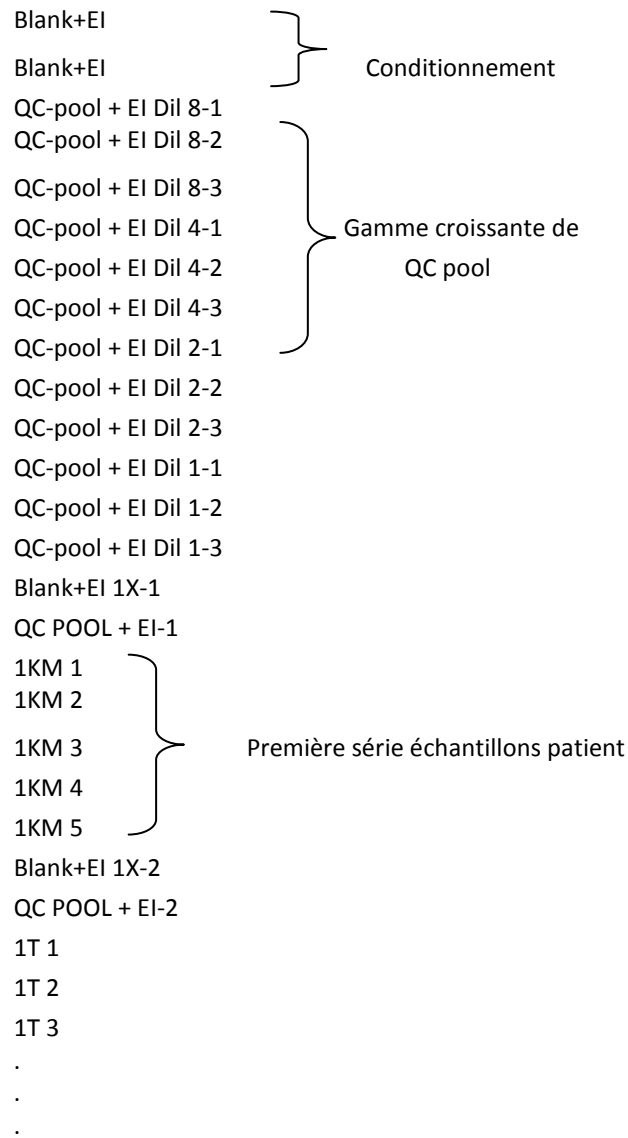 Blank+EI
Blank+EI Conditionnement
QC-pool + EI Dil 8-1
QC-pool + EI Dil 8-2
QC-pool + EI Dil 8-3
QC-pool + EI Dil 4-1 Gamme croissante de
QC-pool + EI Dil 4-2 QC pool
QC-pool + EI Dil 4-3
QC-pool + EI Dil 2-1
QC-pool + EI Dil 2-2
QC-pool + EI Dil 2-3
QC-pool + EI Dil 1-1
QC-pool + EI Dil 1-2
QC-pool + EI Dil 1-3
Blank+EI 1X-1
QC POOL + EI-1
1KM 1
1KM 2
1KM 3 Première série échantillons patient
1KM 4
1KM 5
Blank+EI 1X-2
QC POOL + EI-2
1T 1
1T 2
1T 3
.
.
.